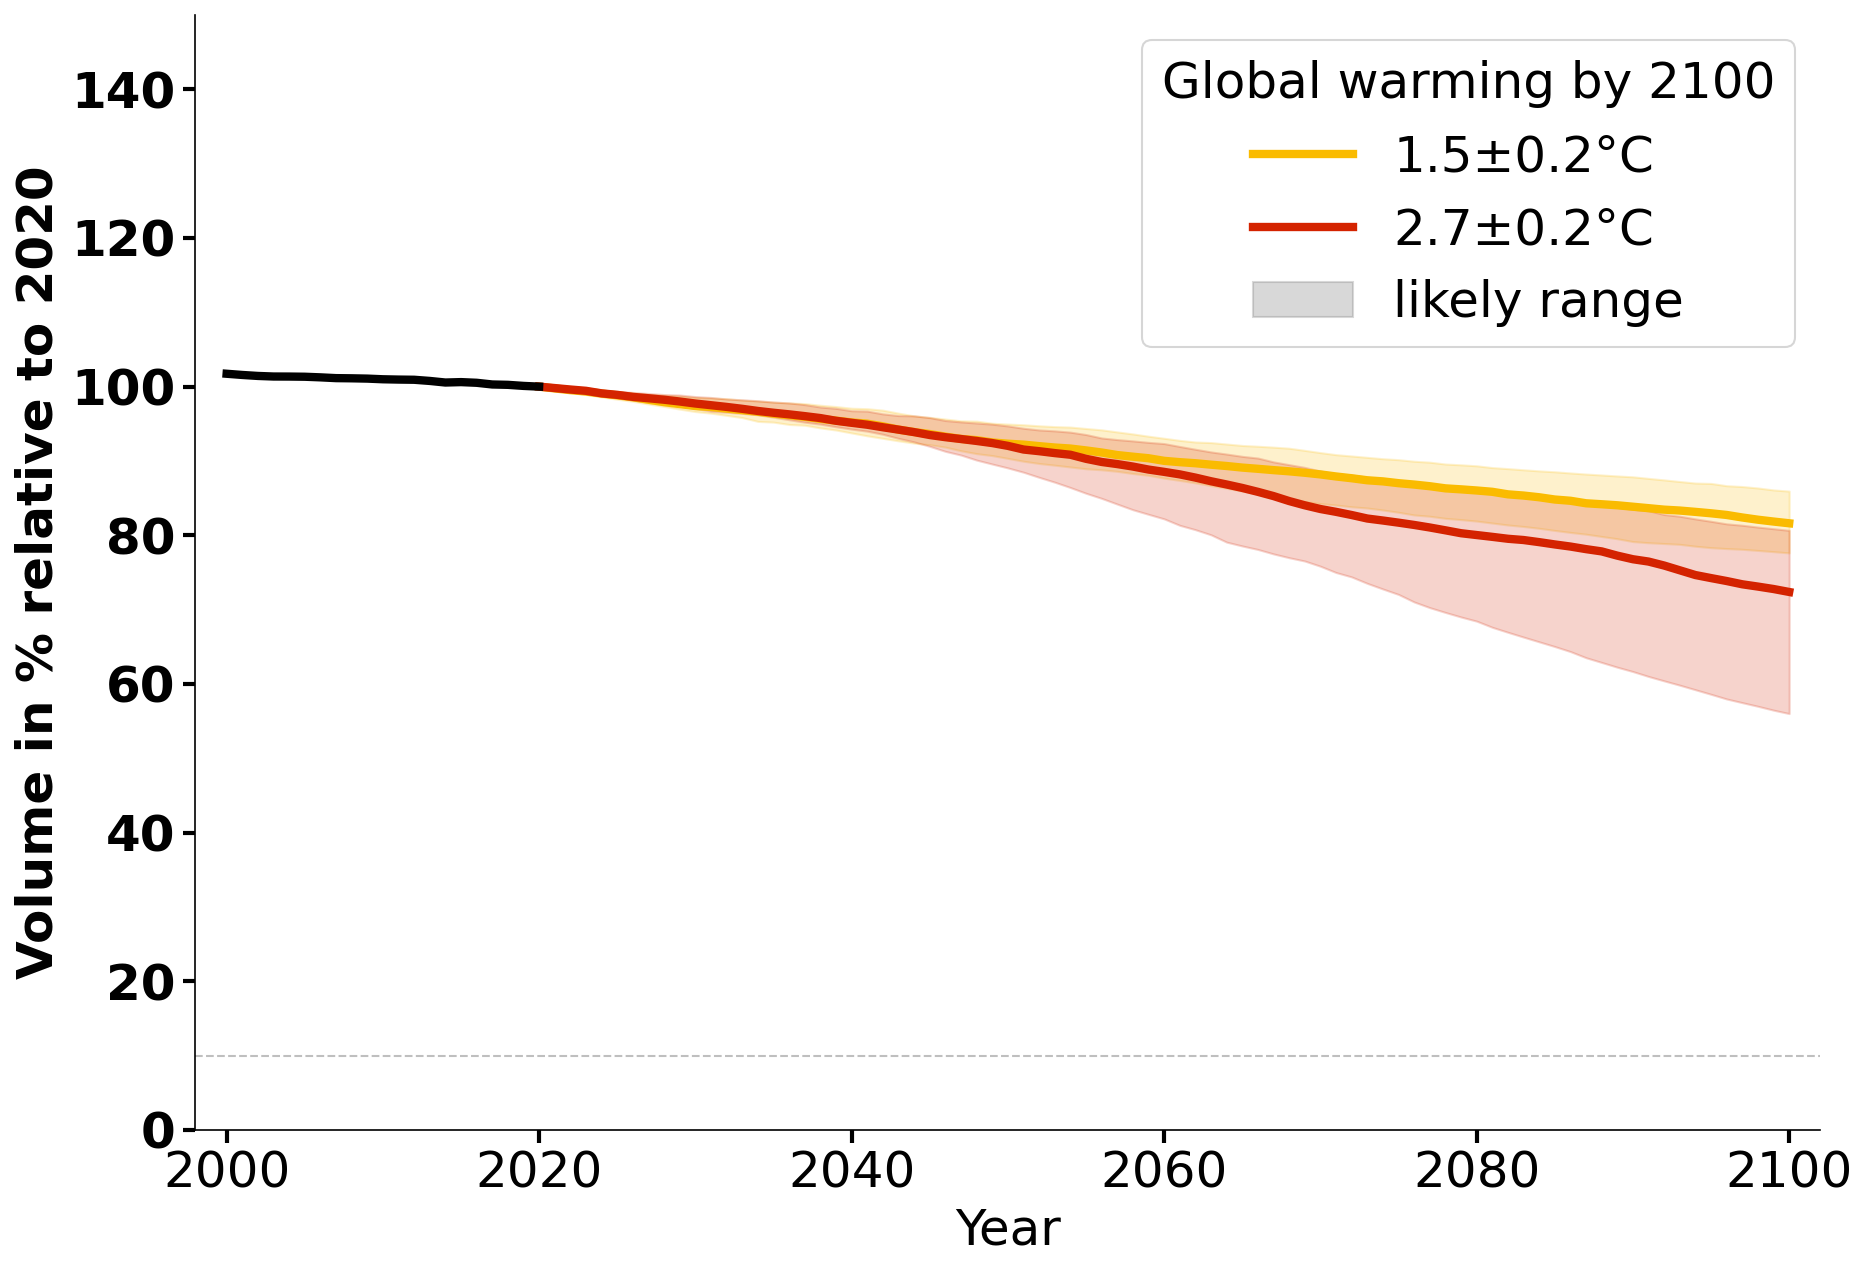 Volume in % relative to 2020
140
120
100
80
60
40
20
0
Global warming by 2100
1.5±0.2°C
2.7±0.2°C
likely range
2000 2020 2040 2060 2080 2100
Year